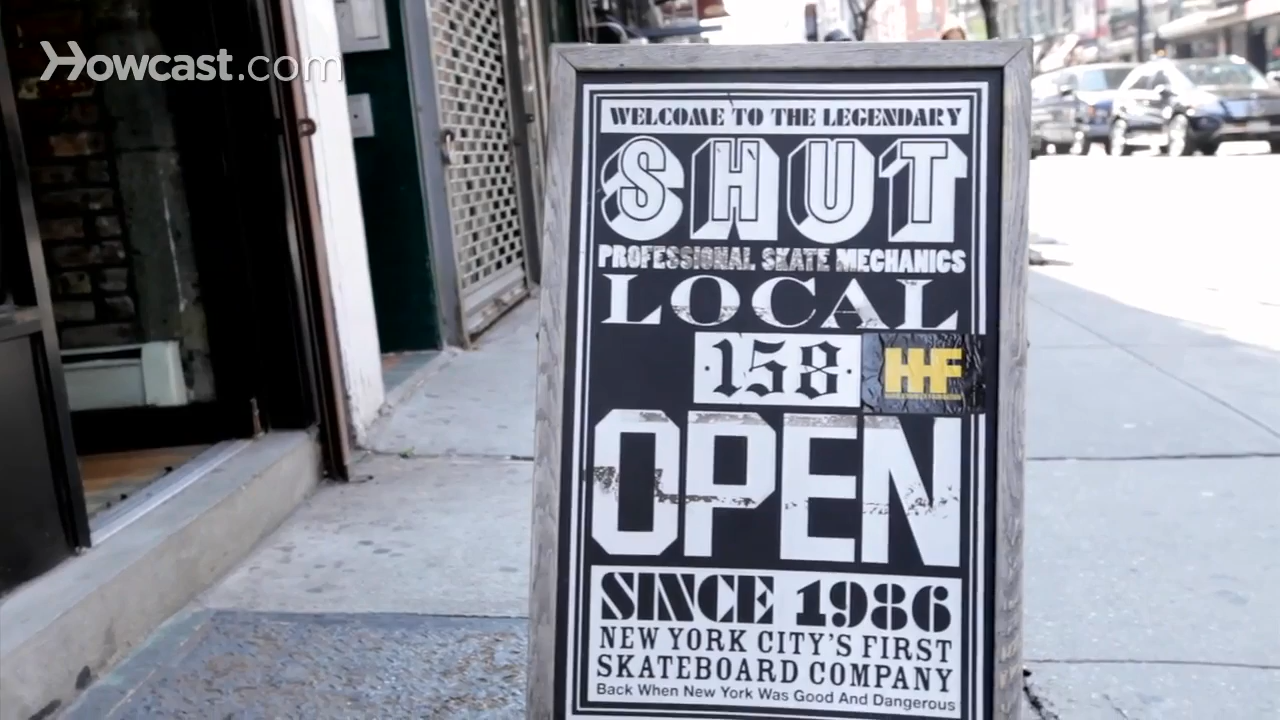 Howcast.com
WELCOME TO THE LEGENDARY
SHUT
PROFESSIONAL SKATE MECHANICS
LOCAL
·158·
HHF
OPEN
SINCE 1986
NEW YORK CITY'S FIRST
SKATEBOARD COMPANY
Back When New York Was Good And Dangerous